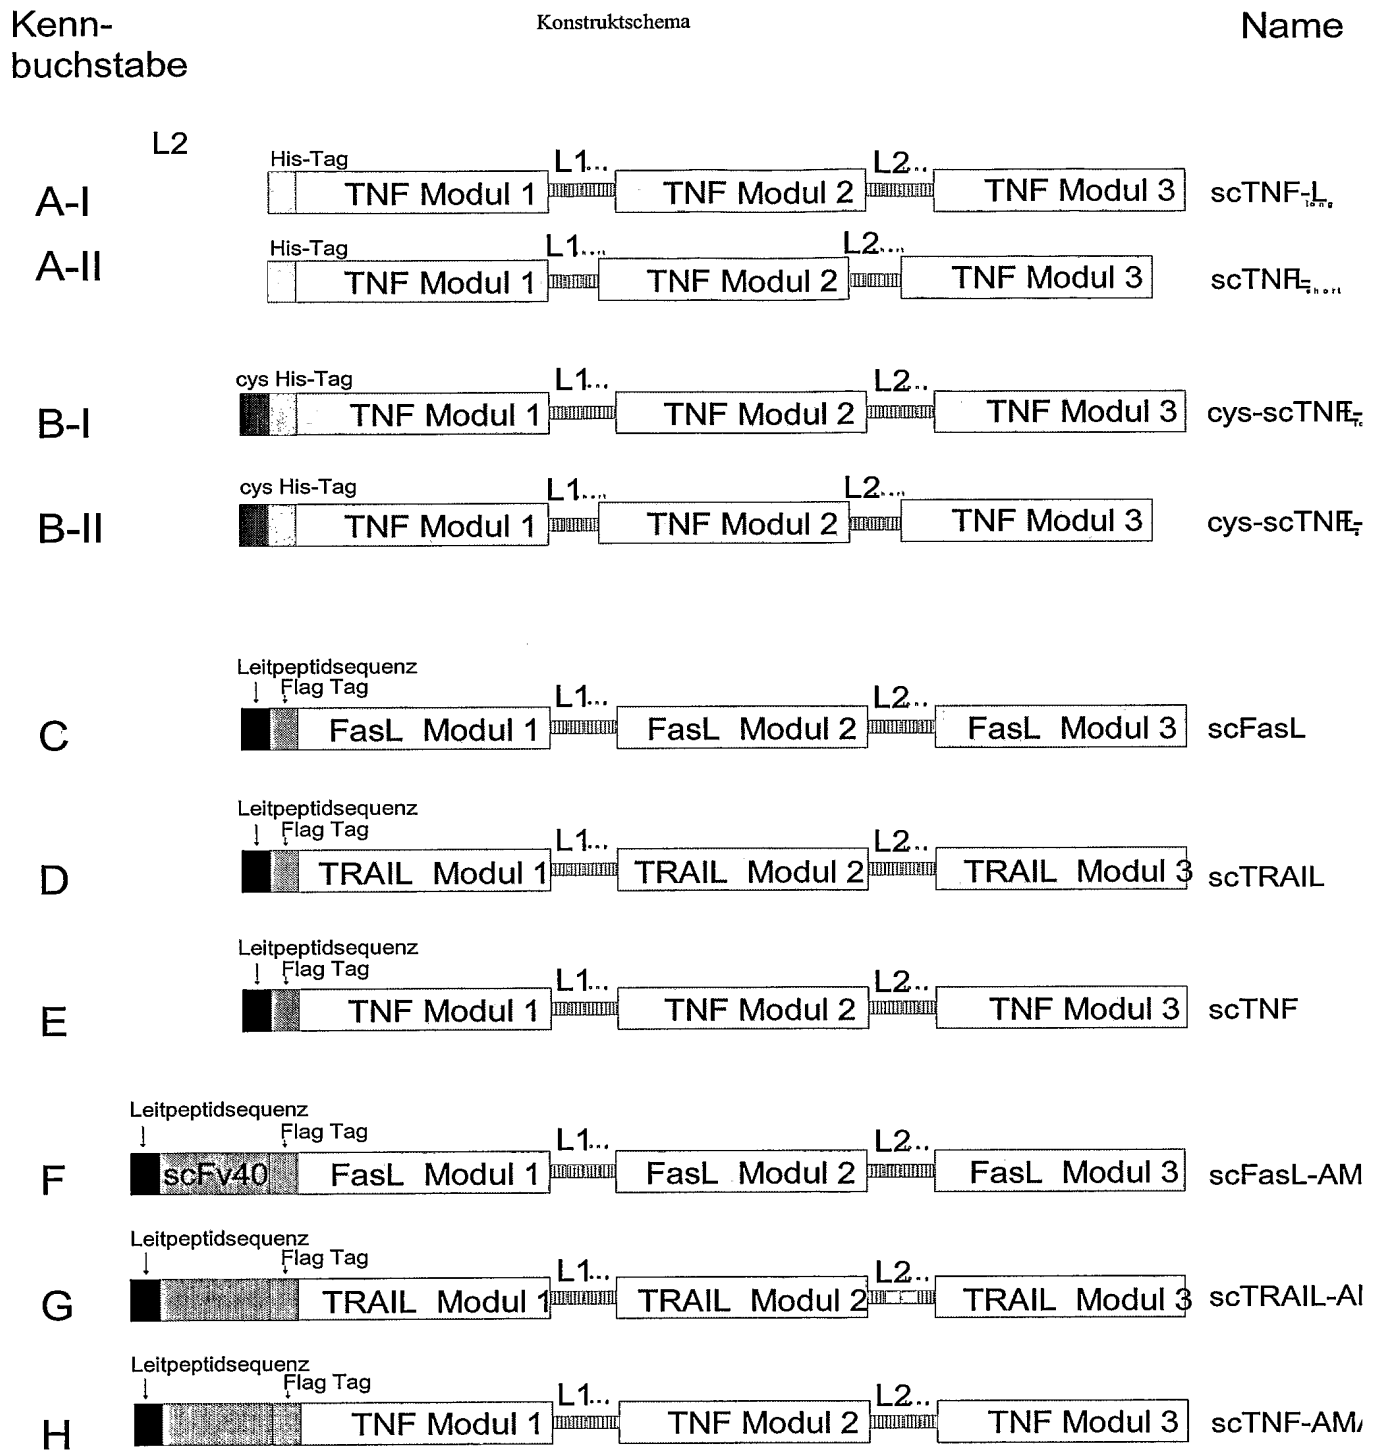 Kenn-
buchstabe
Konstruktschema
Name
L2
His-Tag
L1...
L2...
A-I
TNF Modul 1
TNF Modul 2
TNF Modul 3
scTNF-L long
His-Tag
L1....
L2....
A-II
TNF Modul 1
TNF Modul 2
TNF Modul 3
cys His-Tag
L1...
L2...
B-I
TNF Modul 1
TNF Modul 2
TNF Modul 3
cys His-Tag
L1....
L2....
B-II
TNF Modul 1
TNF Modul 2
TNF Modul 3
Leitpeptidsequenz
Flag Tag
L1...
L2...
C
FasL Modul 1
FasL Modul 2
FasL Modul 3
scFasL
Leitpeptidsequenz
Flag Tag
L1...
L2...
D
TRAIL Modul 1
TRAIL Modul 2
TRAIL Modul 3
scTRAIL
Leitpeptidsequenz
Flag Tag
L1...
L2...
E
TNF Modul 1
TNF Modul 2
TNF Modul 3
scTNF
Leitpeptidsequenz
Flag Tag
L1...
L2...
F
scFv40
FasL Modul 1
FasL Modul 2
FasL Modul 3
scFasL-AM
Leitpeptidsequenz
Flag Tag
L1...
L2...
G
TRAIL Modul 1
TRAIL Modul 2
TRAIL Modul 3
scTRAIL-A
Leitpeptidsequenz
Flag Tag
L1...
L2...
H
TNF Modul 1
TNF Modul 2
TNF Modul 3
scTNF-AM